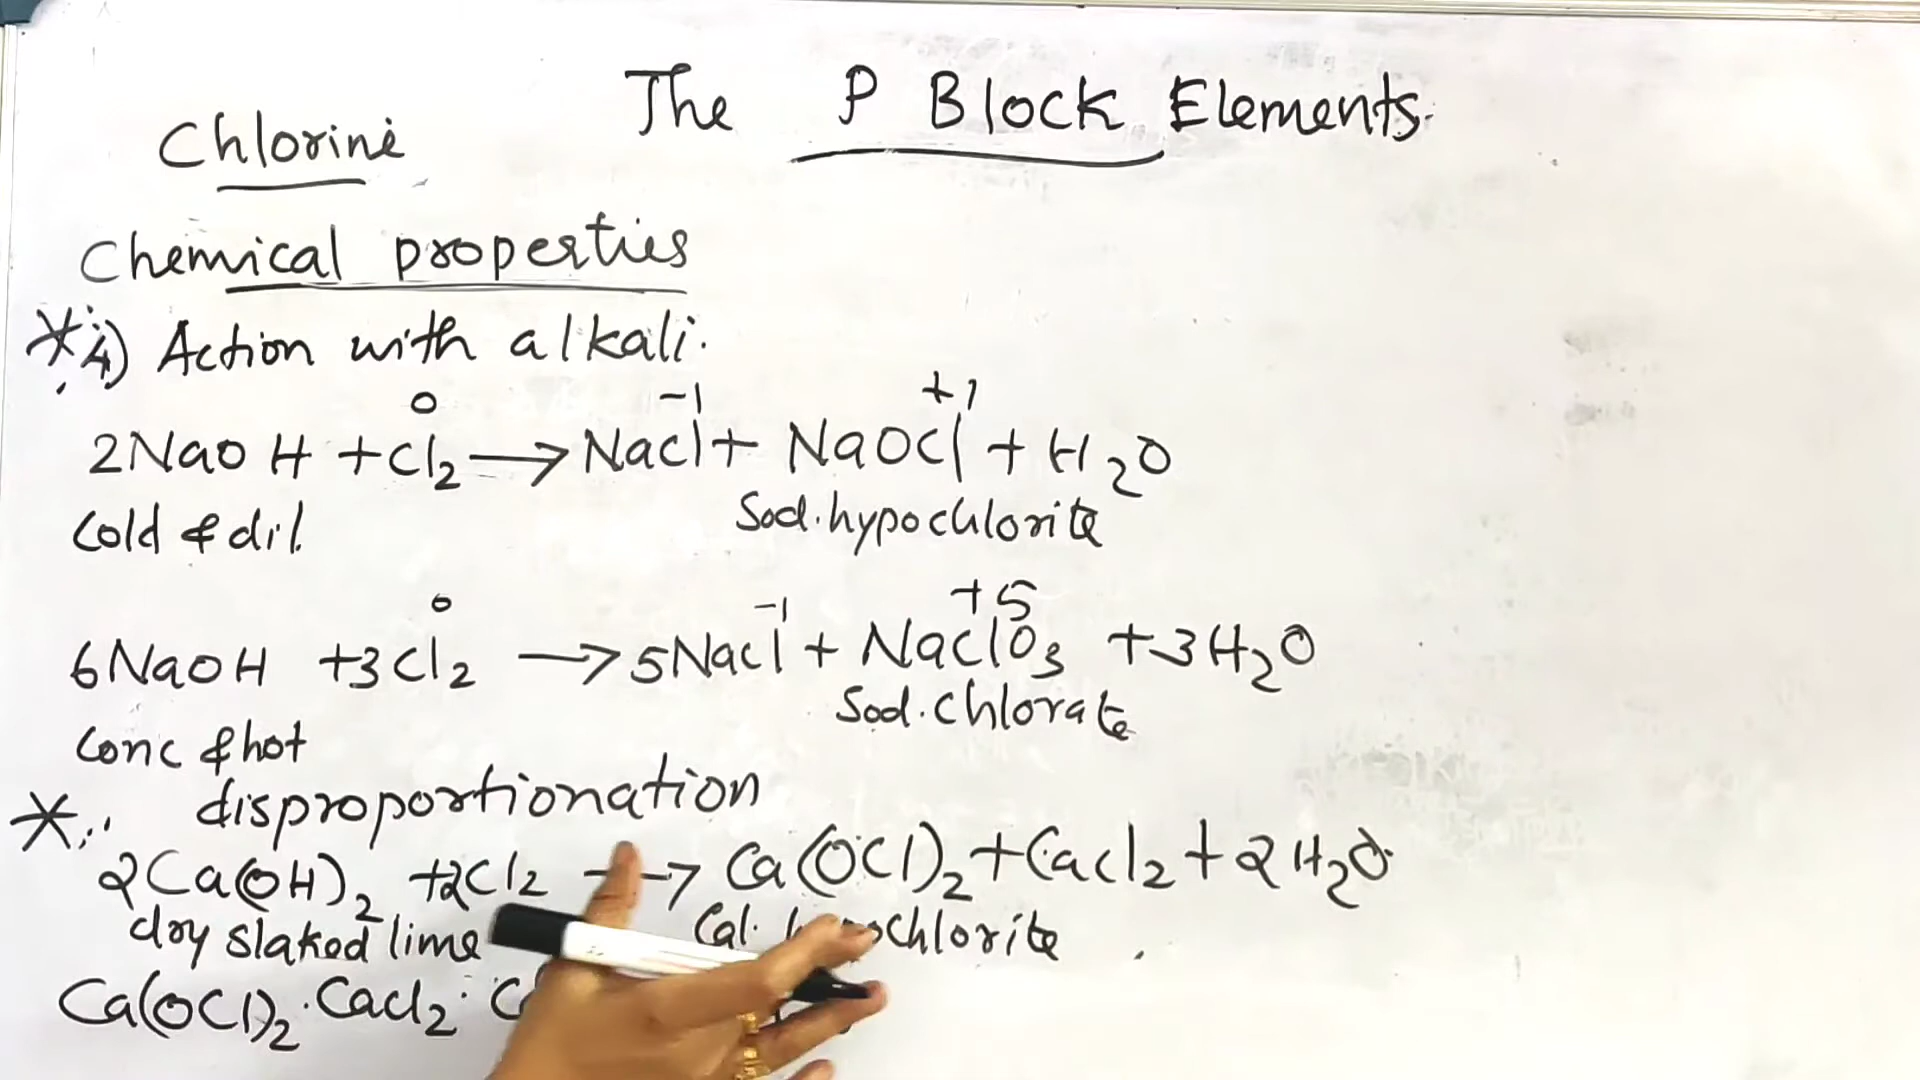 The P Block Elements.
Chlorine
Chemical properties
4) Action with alkali.
0 -1 +1
2NaOH + Cl2 → NaCl + NaOCl + H2O
Sod. hypochlorite
Cold & dil.
0 -1 +5
6NaOH +3Cl2 → 5NaCl + NaClO3 +3H2O
Sod. Chlorate
Conc & hot
disproportionation
2Ca(OH)2 +2Cl2 → Ca(OCl)2 + CaCl2 + 2H2O
dry slaked lime Cal.
Ca(OCl)2 . CaCl2 .